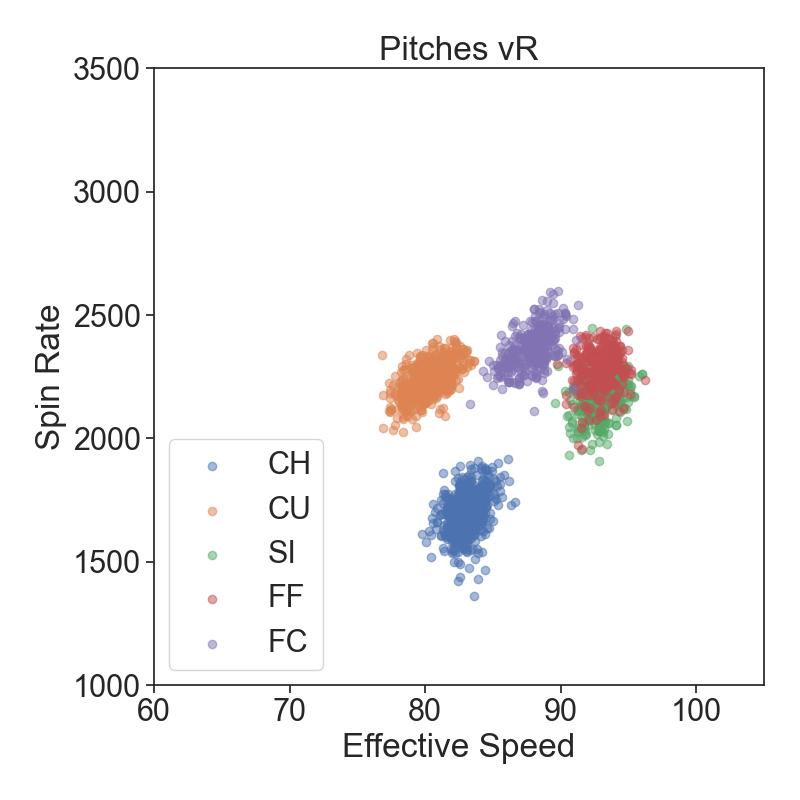 Pitches vR
3500
3000
2500
2000
1500
1000
Spin Rate
CH
CU
SI
FF
FC
60 70 80 90 100
Effective Speed